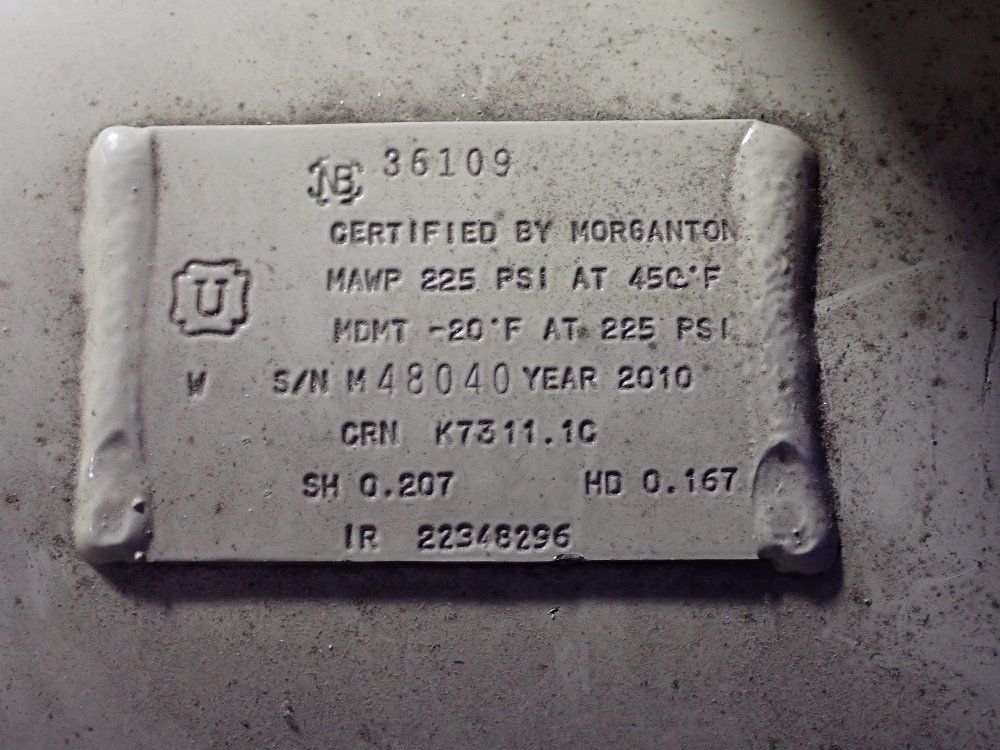 NB 36109
CERTIFIED BY MORGANTON
U
MAWP 225 PSI AT 450°F
MDMT -20°F AT 225 PSI
W S/N M48040 YEAR 2010
CRN K7311.1C
SH 0.207 HD 0.167
IR 22348296